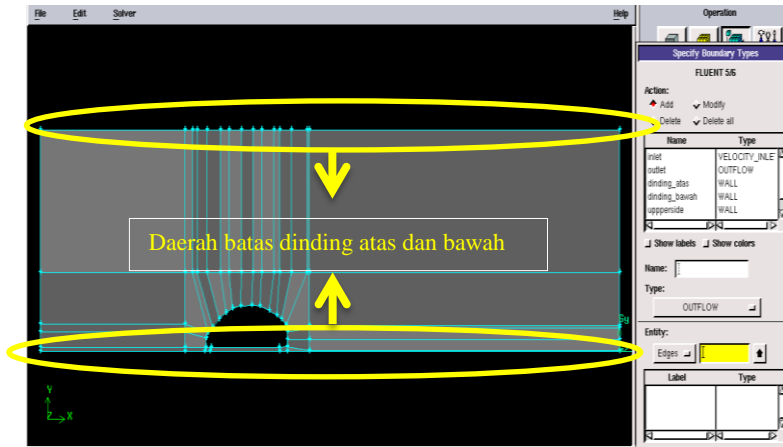 File Edit Solver Help
Operation
Specify Boundary Types
FLUENT 5/6
Action:
Add Modify
Delete Delete all
Name Type
inlet VELOCITY_INLE
outlet OUTFLOW
dinding_atas WALL
dinding_bawah WALL
uppperside WALL
Show labels Show colors
Name:
Type:
OUTFLOW
Entity:
Edges
Label Type
Daerah batas dinding atas dan bawah
Y
Z X